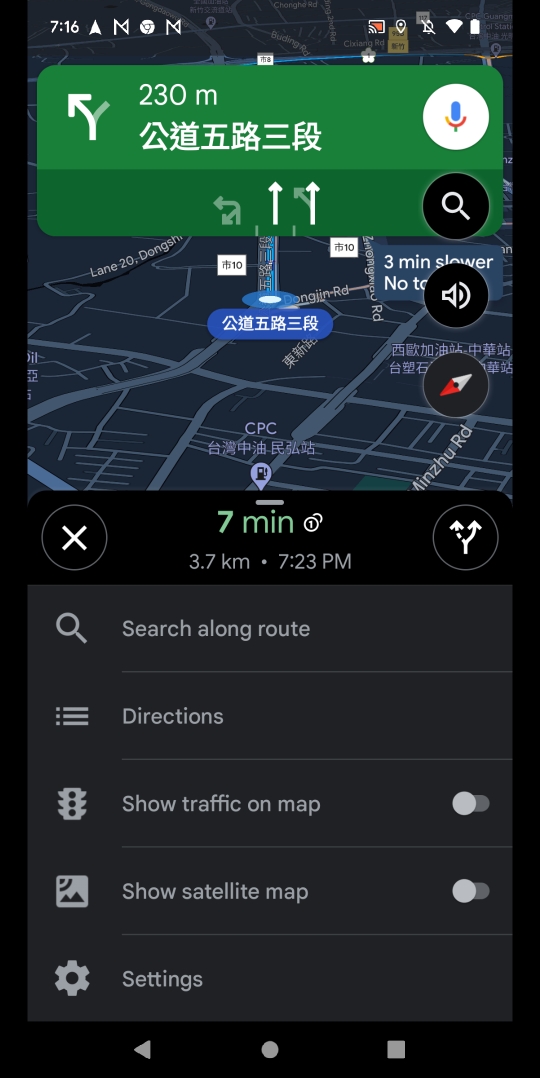 7:16
Chonghe Rd
Buding Rd
Cixiang Rd
市8
新竹
230 m
公道五路三段
市10
市10
Lane 20, Dongshi
3 min slower
No to
Dongjin Rd
公道五路三段
東新路
西歐加油站-中華站
台塑石
華站
CPC
台灣中油 民弘站
Minzhu Rd
7 min
3.7 km • 7:23 PM
Search along route
Directions
Show traffic on map
Show satellite map
Settings